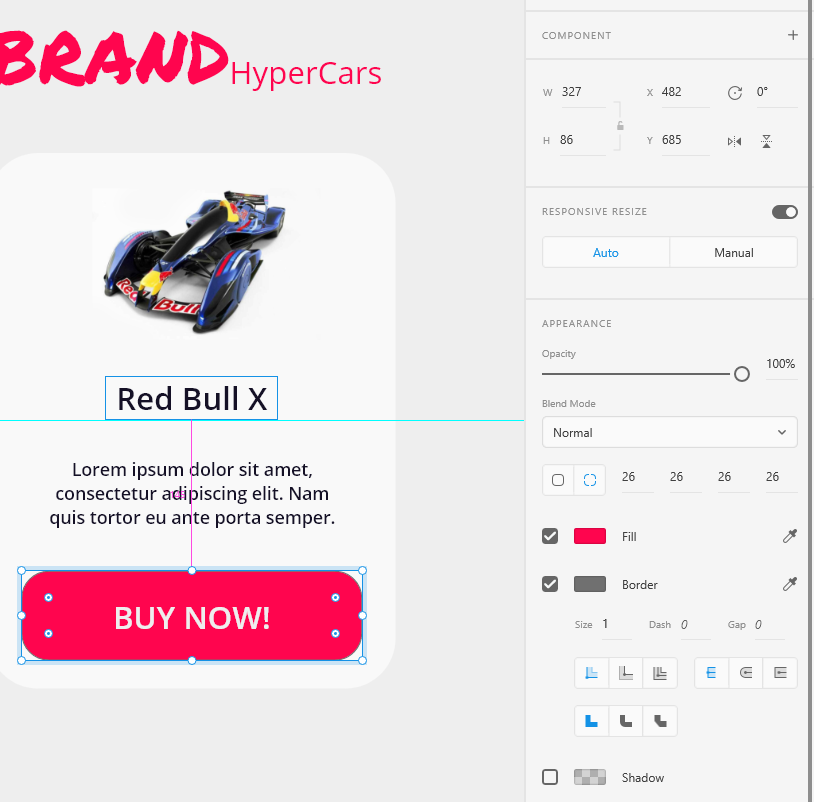 BRAND
HyperCars
Red Bull
Red Bull X
Lorem ipsum dolor sit amet,
consectetur adipiscing elit. Nam
quis tortor eu ante porta semper.
BUY NOW!
COMPONENT
W 327 X 482 0°
H 86 Y 685
RESPONSIVE RESIZE
Auto Manual
APPEARANCE
Opacity
100%
Blend Mode
Normal
26 26 26 26
Fill
Border
Size 1 Dash 0 Gap 0
Shadow